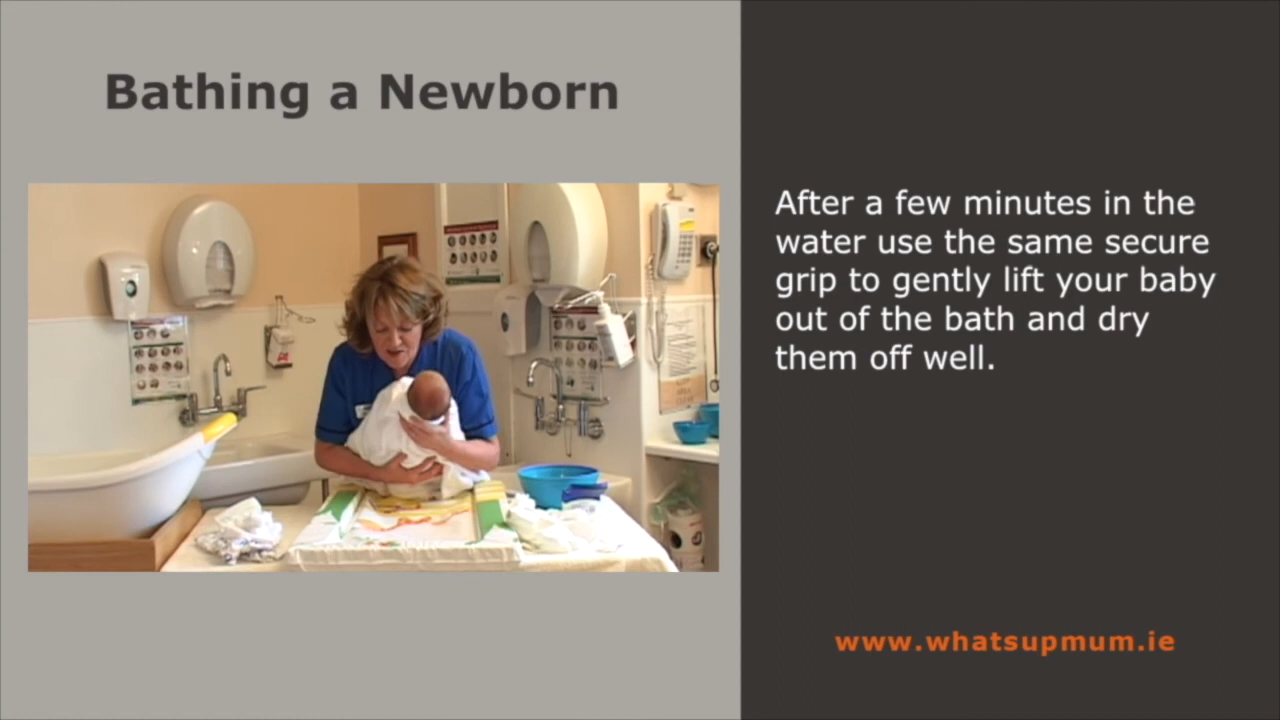 Bathing a Newborn
After a few minutes in the
water use the same secure
grip to gently lift your baby
out of the bath and dry
them off well.
www.whatsupmum.ie